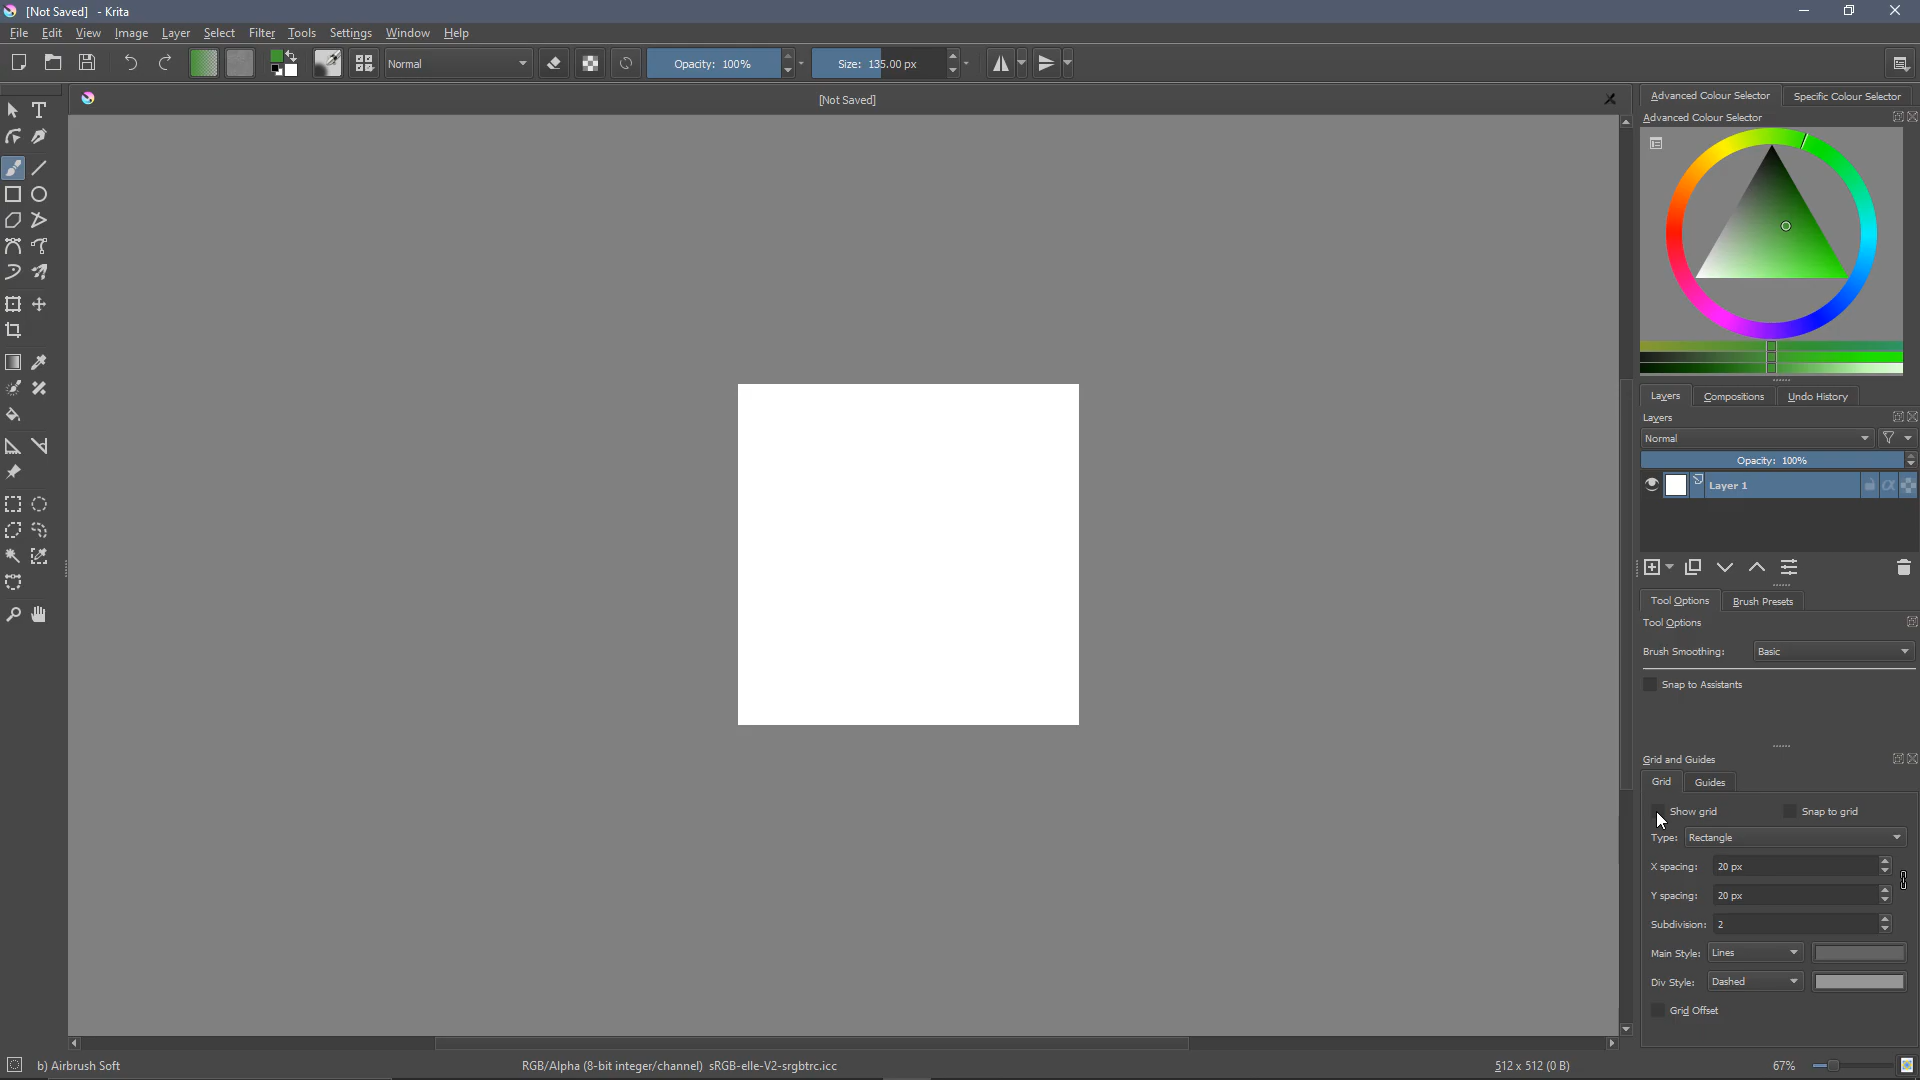 [Not Saved] - Krita
File Edit View Image Layer Select Filter Tools Settings Window Help
Normal Opacity: 100% Size: 135.00 px
[Not Saved]
Advanced Colour Selector Specific Colour Selector
Advanced Colour Selector
Layers Compositions Undo History
Layers
Normal
Opacity: 100%
Layer 1
Tool Options Brush Presets
Tool Options
Brush Smoothing: Basic
Snap to Assistants
Grid and Guides
Grid Guides
Show grid Snap to grid
Type: Rectangle
X spacing: 20 px
Y spacing: 20 px
Subdivision: 2
Main Style: Lines
Div Style: Dashed
Grid Offset
b) Airbrush Soft RGB/Alpha (8-bit integer/channel) sRGB-elle-V2-srgbtrc.icc 512 x 512 (0 B) 67%